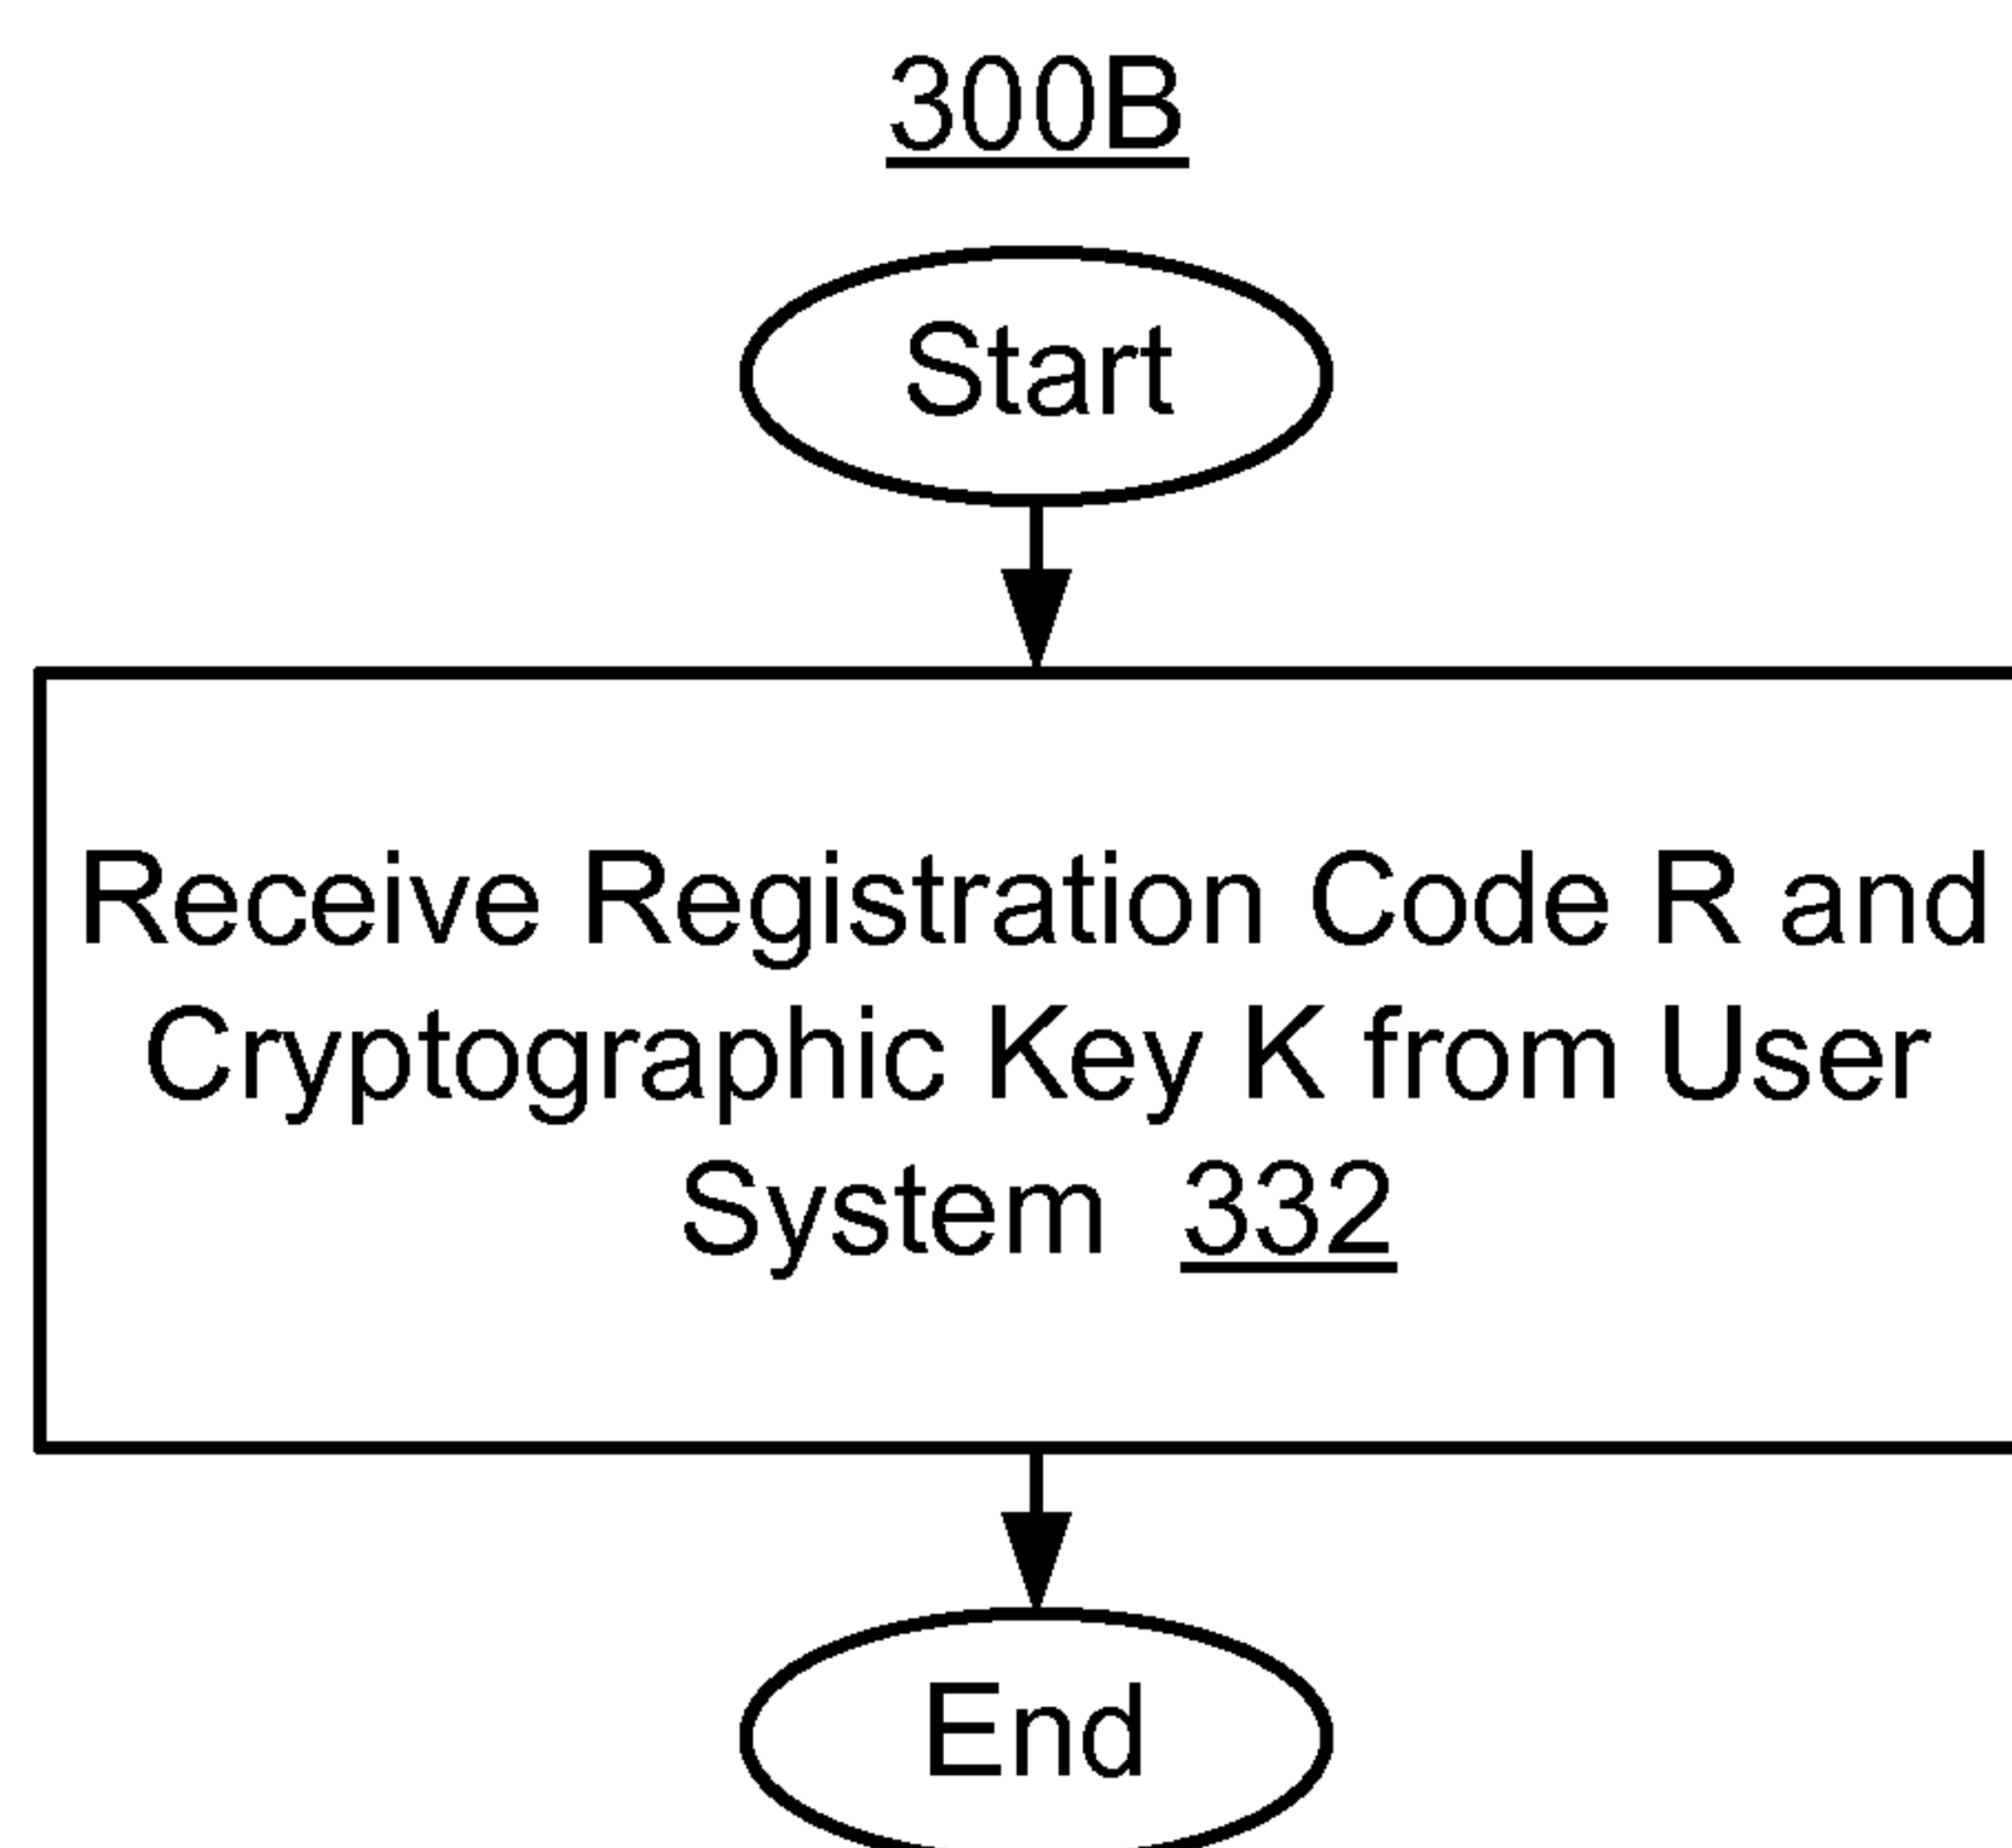 300B
Start
Receive Registration Code R and
Cryptographic Key K from User
System 332
End